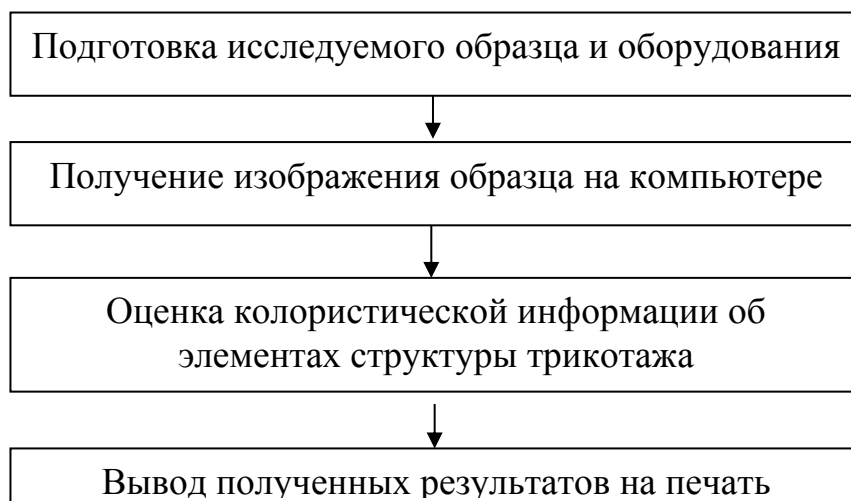 Подготовка исследуемого образца и оборудования
Получение изображения образца на компьютере
Оценка колористической информации об
элементах структуры трикотажа
Вывод полученных результатов на печать